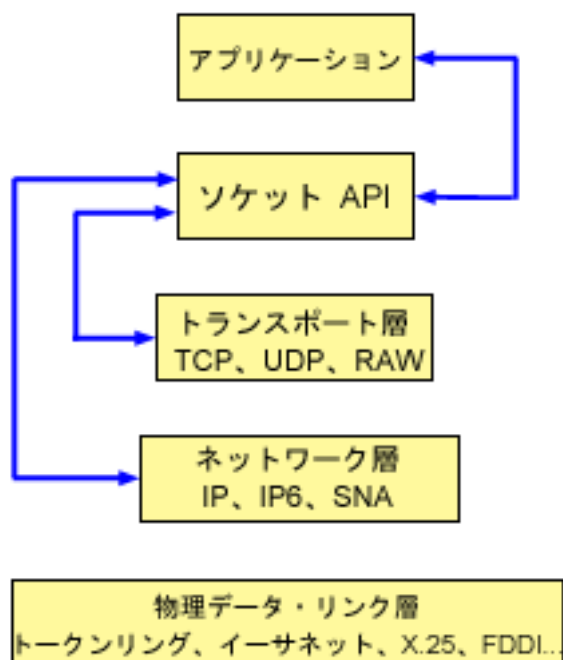 アプリケーション
ソケット API
トランスポート層
TCP、UDP、RAW
ネットワーク層
IP、IP6、SNA
物理データ・リンク層
トークンリング、イーサネット、X.25、FDDI...